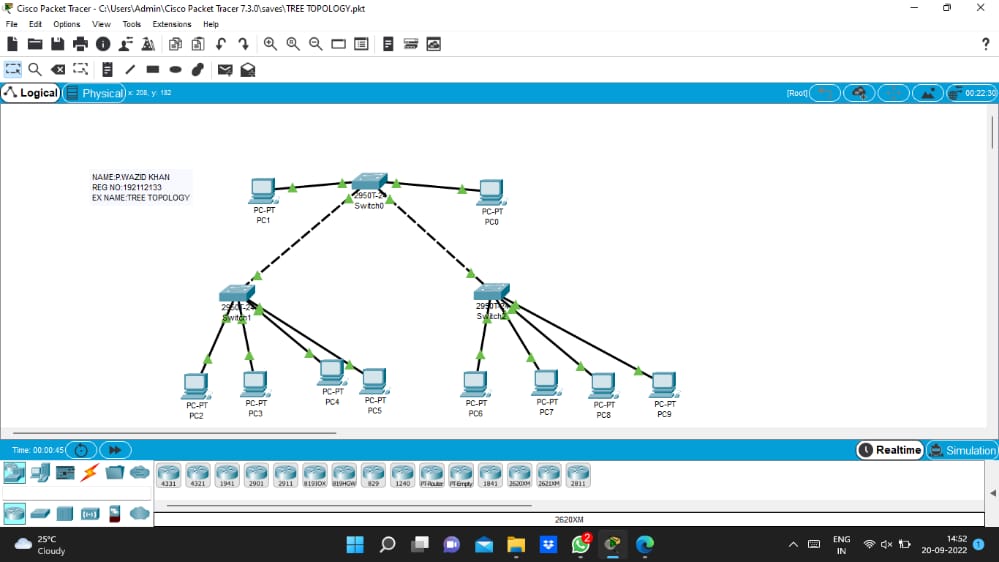 Cisco Packet Tracer - C:\Users\Admin\Cisco Packet Tracer 7.3.0\saves\TREE TOPOLOGY.pkt
File Edit Options View Tools Extensions Help
?
Logical Physical x: 208, y: 182 [Root] 00:22:30
NAME:P.WAZID KHAN
REG NO:192112133
EX NAME:TREE TOPOLOGY
PC-PT
PC1
2950T-24
Switch0
PC-PT
PC0
2950T-24
Switch1
2950T-24
PC-PT
PC2
PC-PT
PC3
PC-PT
PC4
PC-PT
PC5
PC-PT
PC6
PC-PT
PC7
PC-PT
PC8
PC-PT
PC9
Time: 00:00:45 Realtime Simulation
4331 4321 1941 2901 2911 819IOX 819HGW 829 1240 PT-Router PT-Empty 1841 2620XM 2621XM 2811
2620XM
25°C
Cloudy
2
ENG
IN
14:52
20-09-2022
1